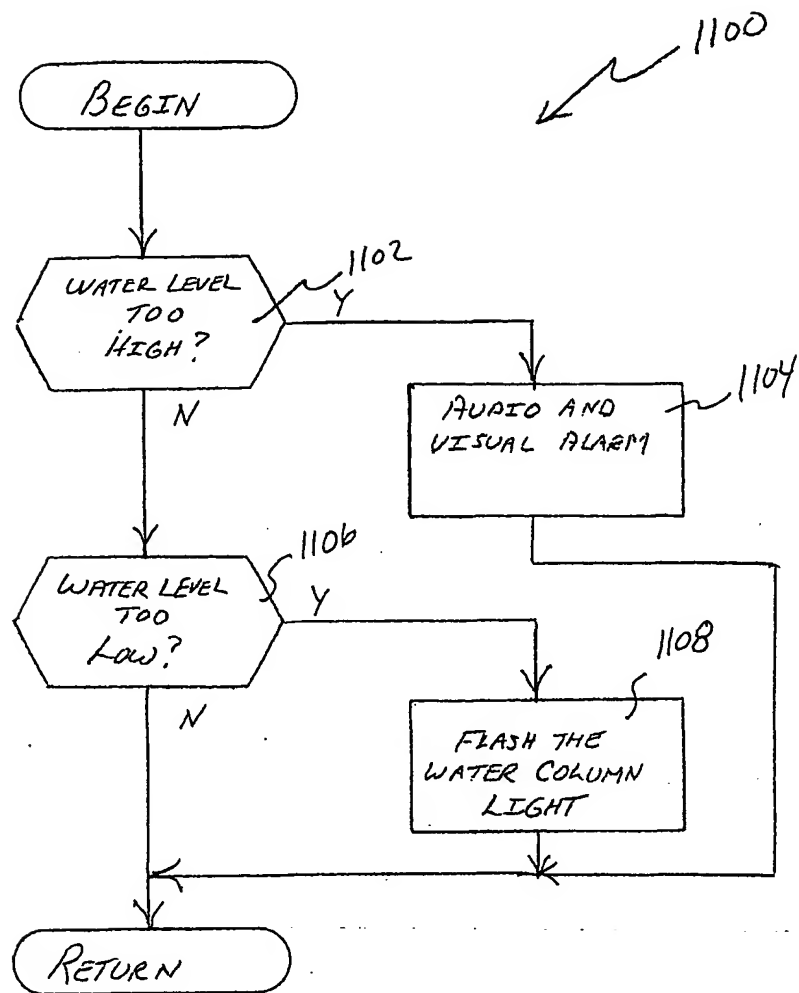 1100
BEGIN
WATER LEVEL
TOO
HIGH?
1102
Y
N
AUDIO AND
VISUAL ALARM
1104
WATER LEVEL
TOO
LOW?
1106
Y
N
FLASH THE
WATER COLUMN
LIGHT
1108
RETURN